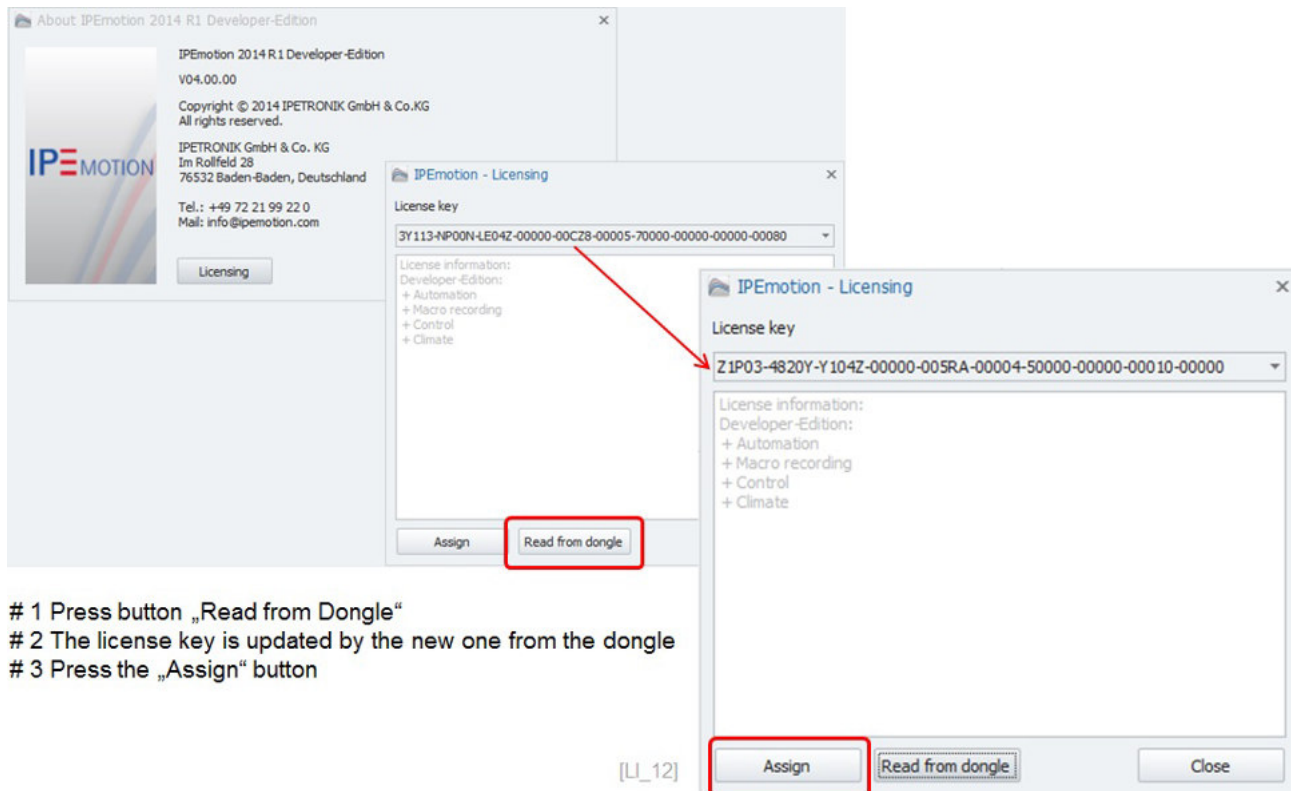 About IPEmotion 2014 R1 Developer-Edition
IPEmotion 2014 R1 Developer-Edition
V04.00.00
Copyright © 2014 IPETRONIK GmbH & Co.KG
All rights reserved.
IPETRONIK GmbH & Co. KG
Im Rollfeld 28
76532 Baden-Baden, Deutschland
Tel.: +49 72 21 99 22 0
Mail: info@ipemotion.com
IPEMOTION
Licensing
IPEmotion - Licensing
License key
3Y113-NP00N-LE04Z-00000-00CZ8-00005-70000-00000-00000-00080
License information:
Developer-Edition:
+ Automation
+ Macro recording
+ Control
+ Climate
Assign
Read from dongle
IPEmotion - Licensing
License key
Z1P03-4820Y-Y104Z-00000-005RA-00004-50000-00000-00010-00000
License information:
Developer-Edition:
+ Automation
+ Macro recording
+ Control
+ Climate
Assign
Read from dongle
Close
# 1 Press button „Read from Dongle“
# 2 The license key is updated by the new one from the dongle
# 3 Press the „Assign“ button
[LI_12]